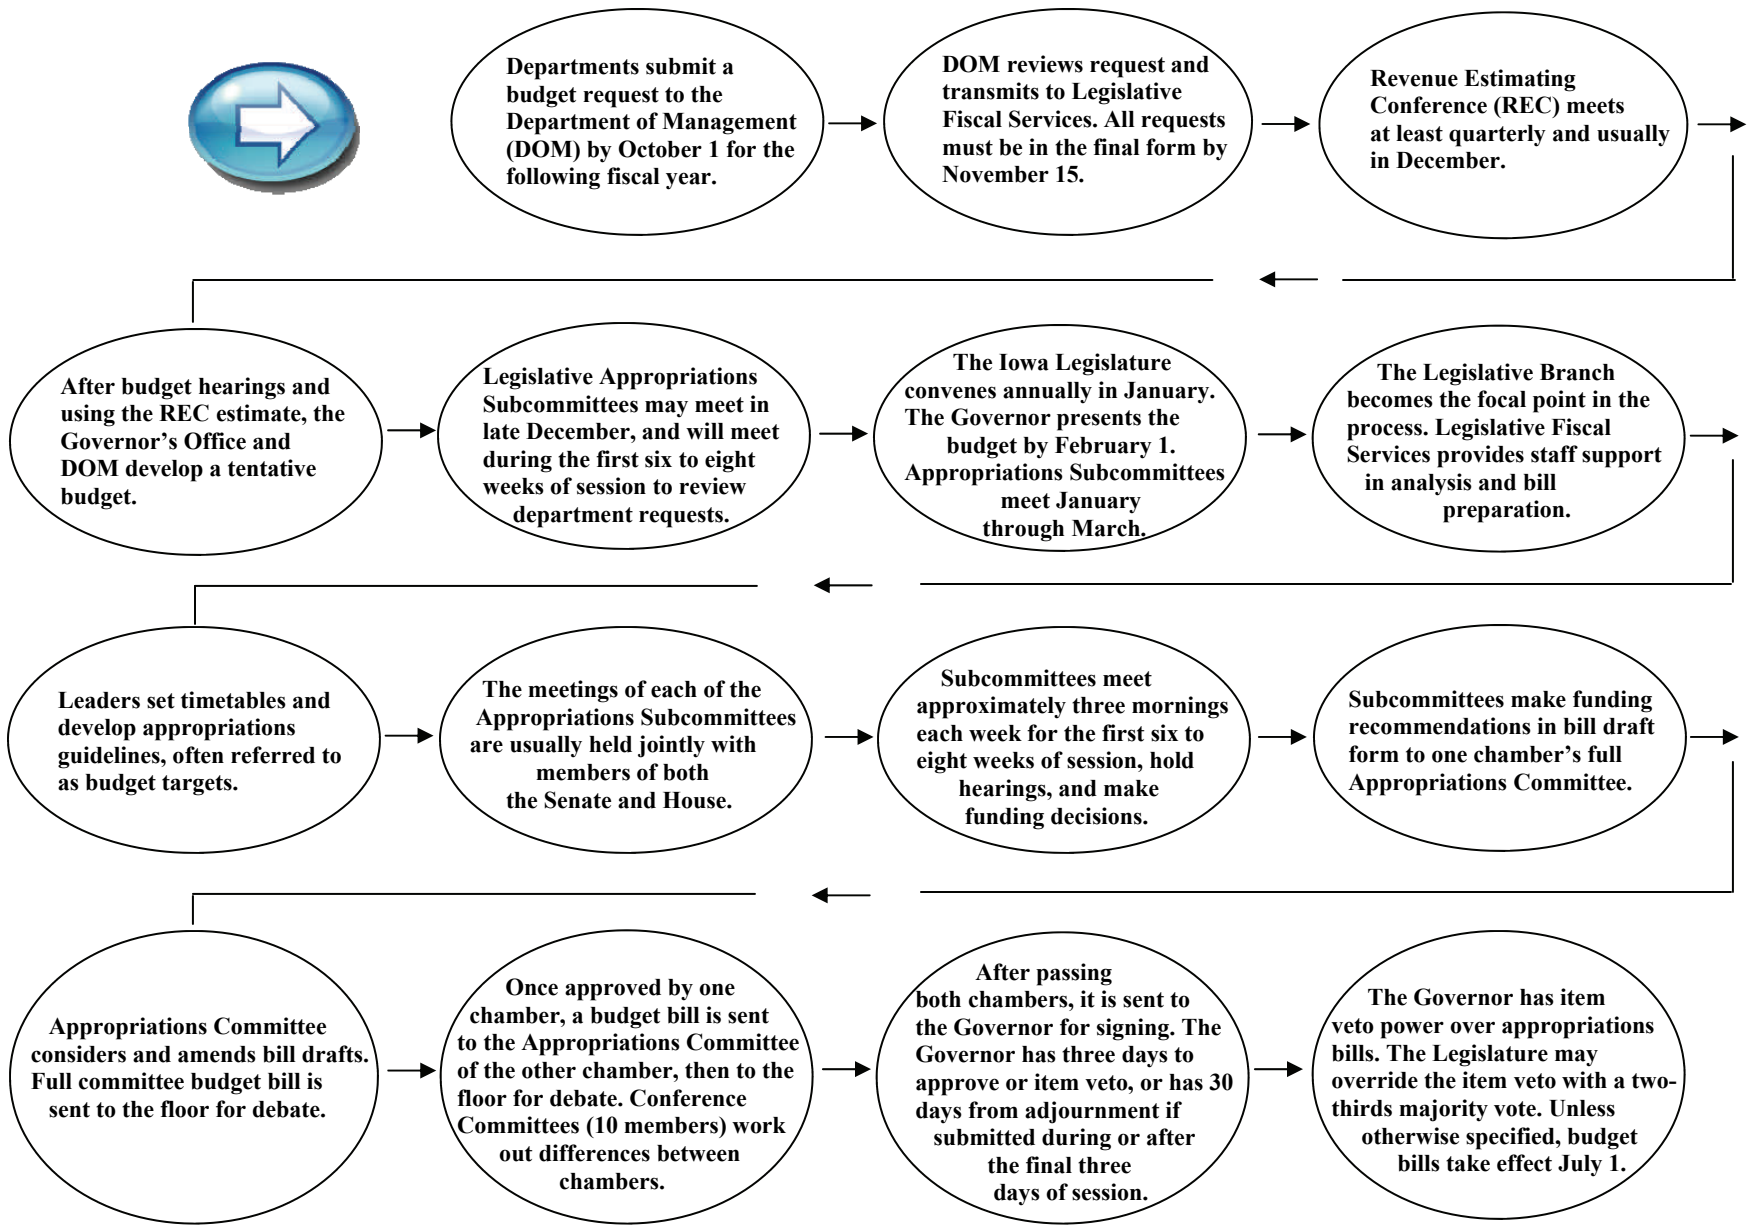 Departments submit a
budget request to the
Department of Management
(DOM) by October 1 for the
following fiscal year.
DOM reviews request and
transmits to Legislative
Fiscal Services. All requests
must be in the final form by
November 15.
Revenue Estimating
Conference (REC) meets
at least quarterly and usually
in December.
After budget hearings and
using the REC estimate, the
Governor’s Office and
DOM develop a tentative
budget.
Legislative Appropriations
Subcommittees may meet in
late December, and will meet
during the first six to eight
weeks of session to review
department requests.
The Iowa Legislature
convenes annually in January.
The Governor presents the
budget by February 1.
Appropriations Subcommittees
meet January
through March.
The Legislative Branch
becomes the focal point in the
process. Legislative Fiscal
Services provides staff support
in analysis and bill
preparation.
Leaders set timetables and
develop appropriations
guidelines, often referred to
as budget targets.
The meetings of each of the
Appropriations Subcommittees
are usually held jointly with
members of both
the Senate and House.
Subcommittees meet
approximately three mornings
each week for the first six to
eight weeks of session, hold
hearings, and make
funding decisions.
Subcommittees make funding
recommendations in bill draft
form to one chamber’s full
Appropriations Committee.
Appropriations Committee
considers and amends bill drafts.
Full committee budget bill is
sent to the floor for debate.
Once approved by one
chamber, a budget bill is sent
to the Appropriations Committee
of the other chamber, then to the
floor for debate. Conference
Committees (10 members) work
out differences between
chambers.
After passing
both chambers, it is sent to
the Governor for signing. The
Governor has three days to
approve or item veto, or has 30
days from adjournment if
submitted during or after
the final three
days of session.
The Governor has item
veto power over appropriations
bills. The Legislature may
override the item veto with a two-
thirds majority vote. Unless
otherwise specified, budget
bills take effect July 1.